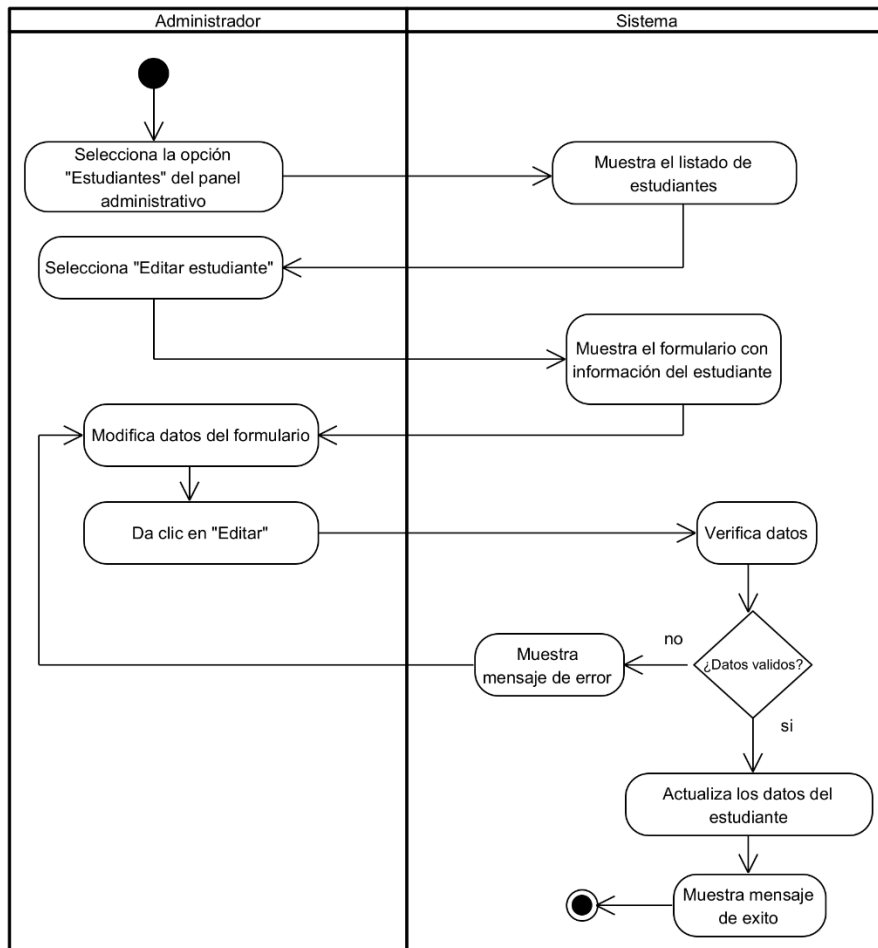 Administrador
Sistema
Selecciona la opción
"Estudiantes" del panel
administrativo
Muestra el listado de
estudiantes
Selecciona "Editar estudiante"
Muestra el formulario con
información del estudiante
Modifica datos del formulario
Da clic en "Editar"
Verifica datos
¿Datos validos?
no
Muestra
mensaje de error
si
Actualiza los datos del
estudiante
Muestra mensaje
de exito